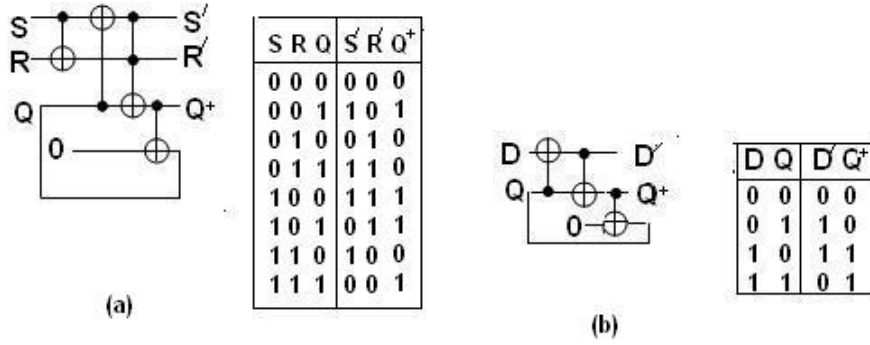 S S′
R R′
Q Q+
0
S R Q S′ R′ Q+
0 0 0 0 0 0
0 0 1 1 0 1
0 1 0 0 1 0
0 1 1 1 1 0
1 0 0 1 1 1
1 0 1 0 1 1
1 1 0 1 0 0
1 1 1 0 0 1
(a)
D D′
Q Q+
0
D Q D′ Q+
0 0 0 0
0 1 1 0
1 0 1 1
1 1 0 1
(b)